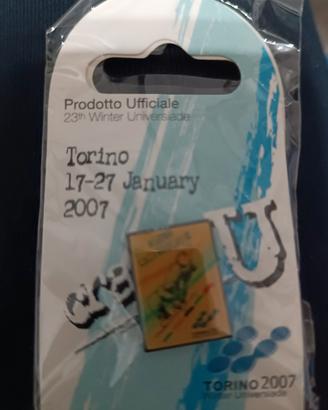 Prodotto Ufficiale
23th Winter Universiade
Torino
17-27 January
2007
U
TORINO 2007
Winter Universiade